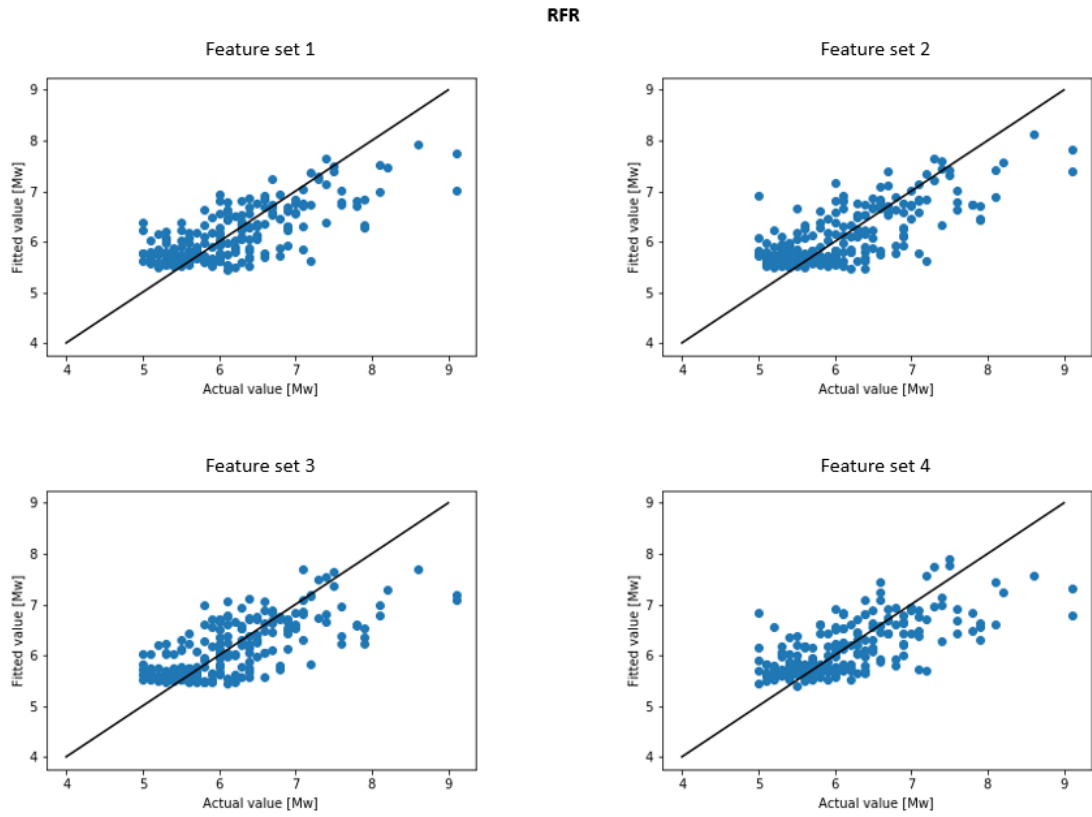 RFR
Feature set 1
Feature set 2
9
8
7
6
5
4
Fitted value [Mw]
4 5 6 7 8 9
Actual value [Mw]
9
8
7
6
5
4
Fitted value [Mw]
4 5 6 7 8 9
Actual value [Mw]
Feature set 3
Feature set 4
9
8
7
6
5
4
Fitted value [Mw]
4 5 6 7 8 9
Actual value [Mw]
9
8
7
6
5
4
Fitted value [Mw]
4 5 6 7 8 9
Actual value [Mw]